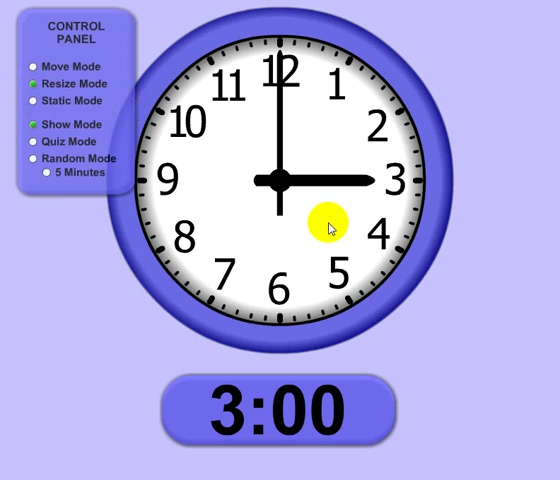 CONTROL
PANEL
Move Mode
Resize Mode
Static Mode
Show Mode
Quiz Mode
Random Mode
5 Minutes
12
1
2
3
4
5
6
7
8
9
10
11
3:00